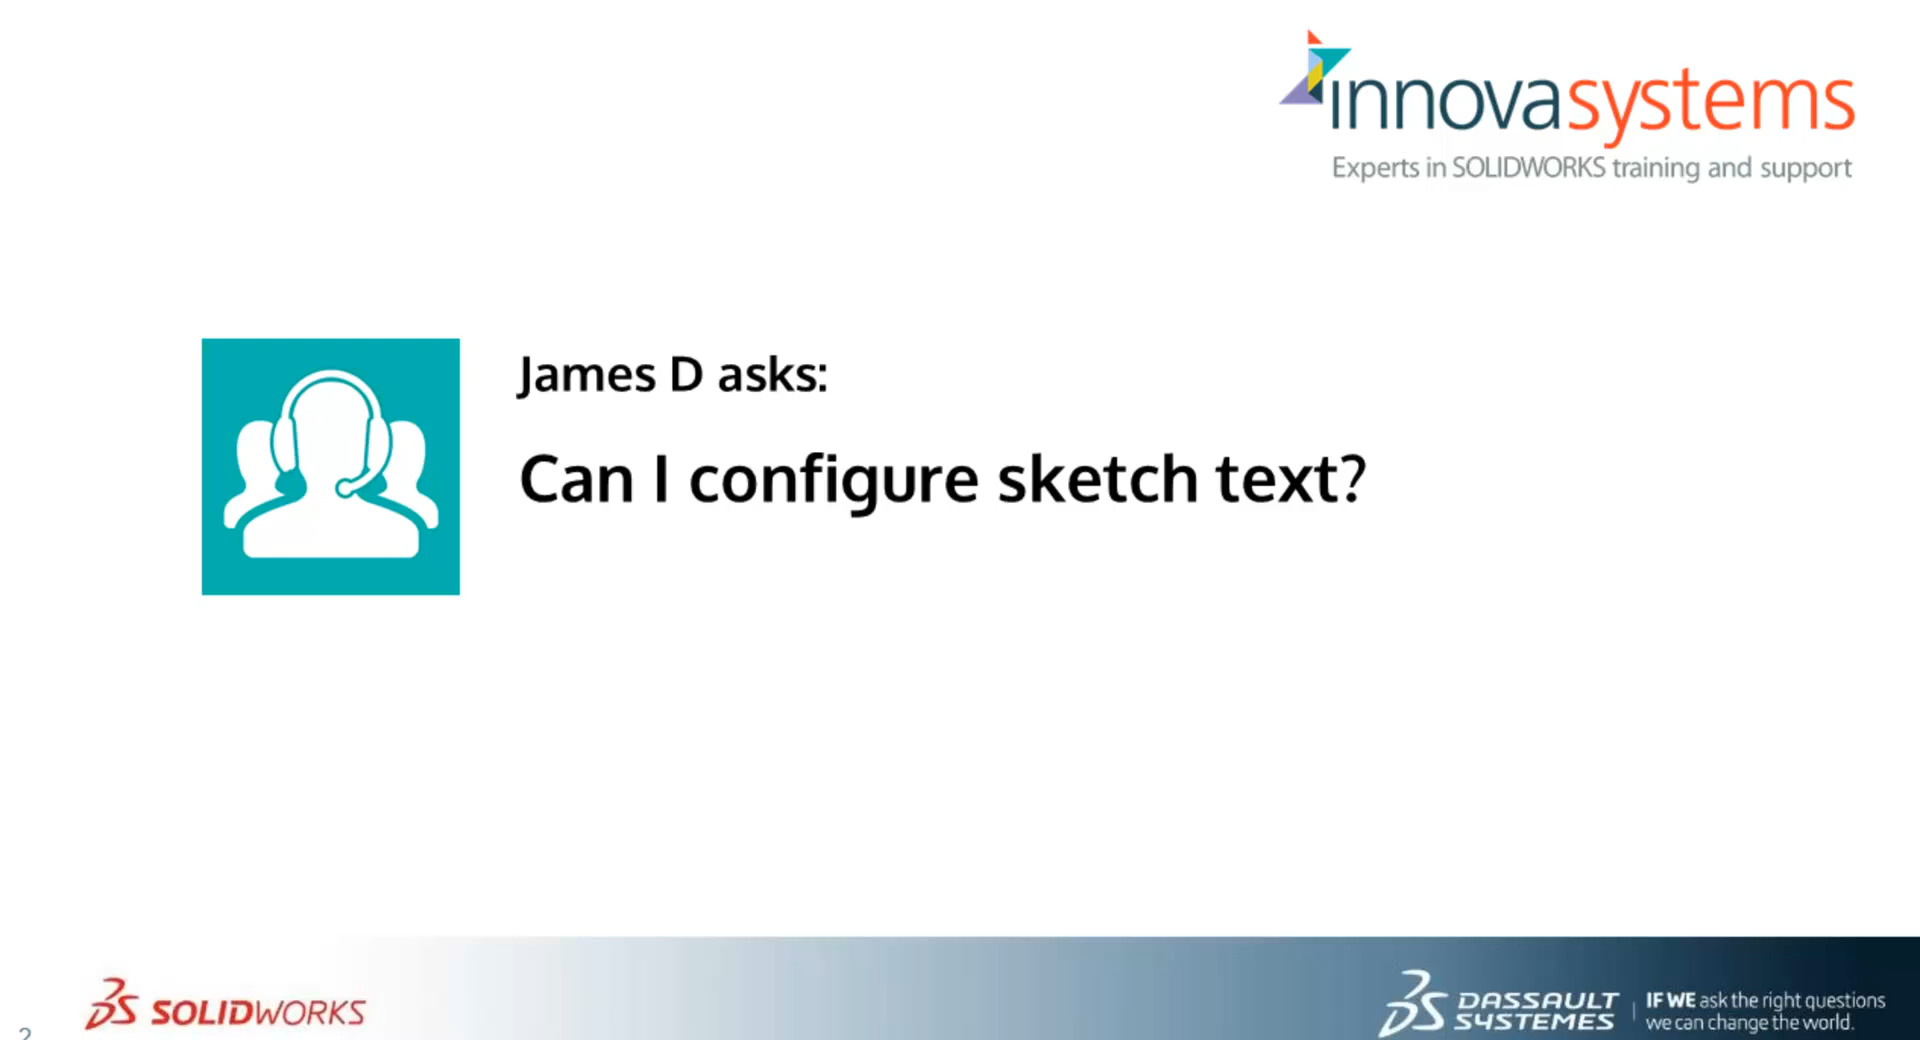 innovasystems
Experts in SOLIDWORKS training and support
James D asks:
Can I configure sketch text?
SOLIDWORKS
DASSAULT SYSTEMES
IF WE ask the right questions
we can change the world.
2